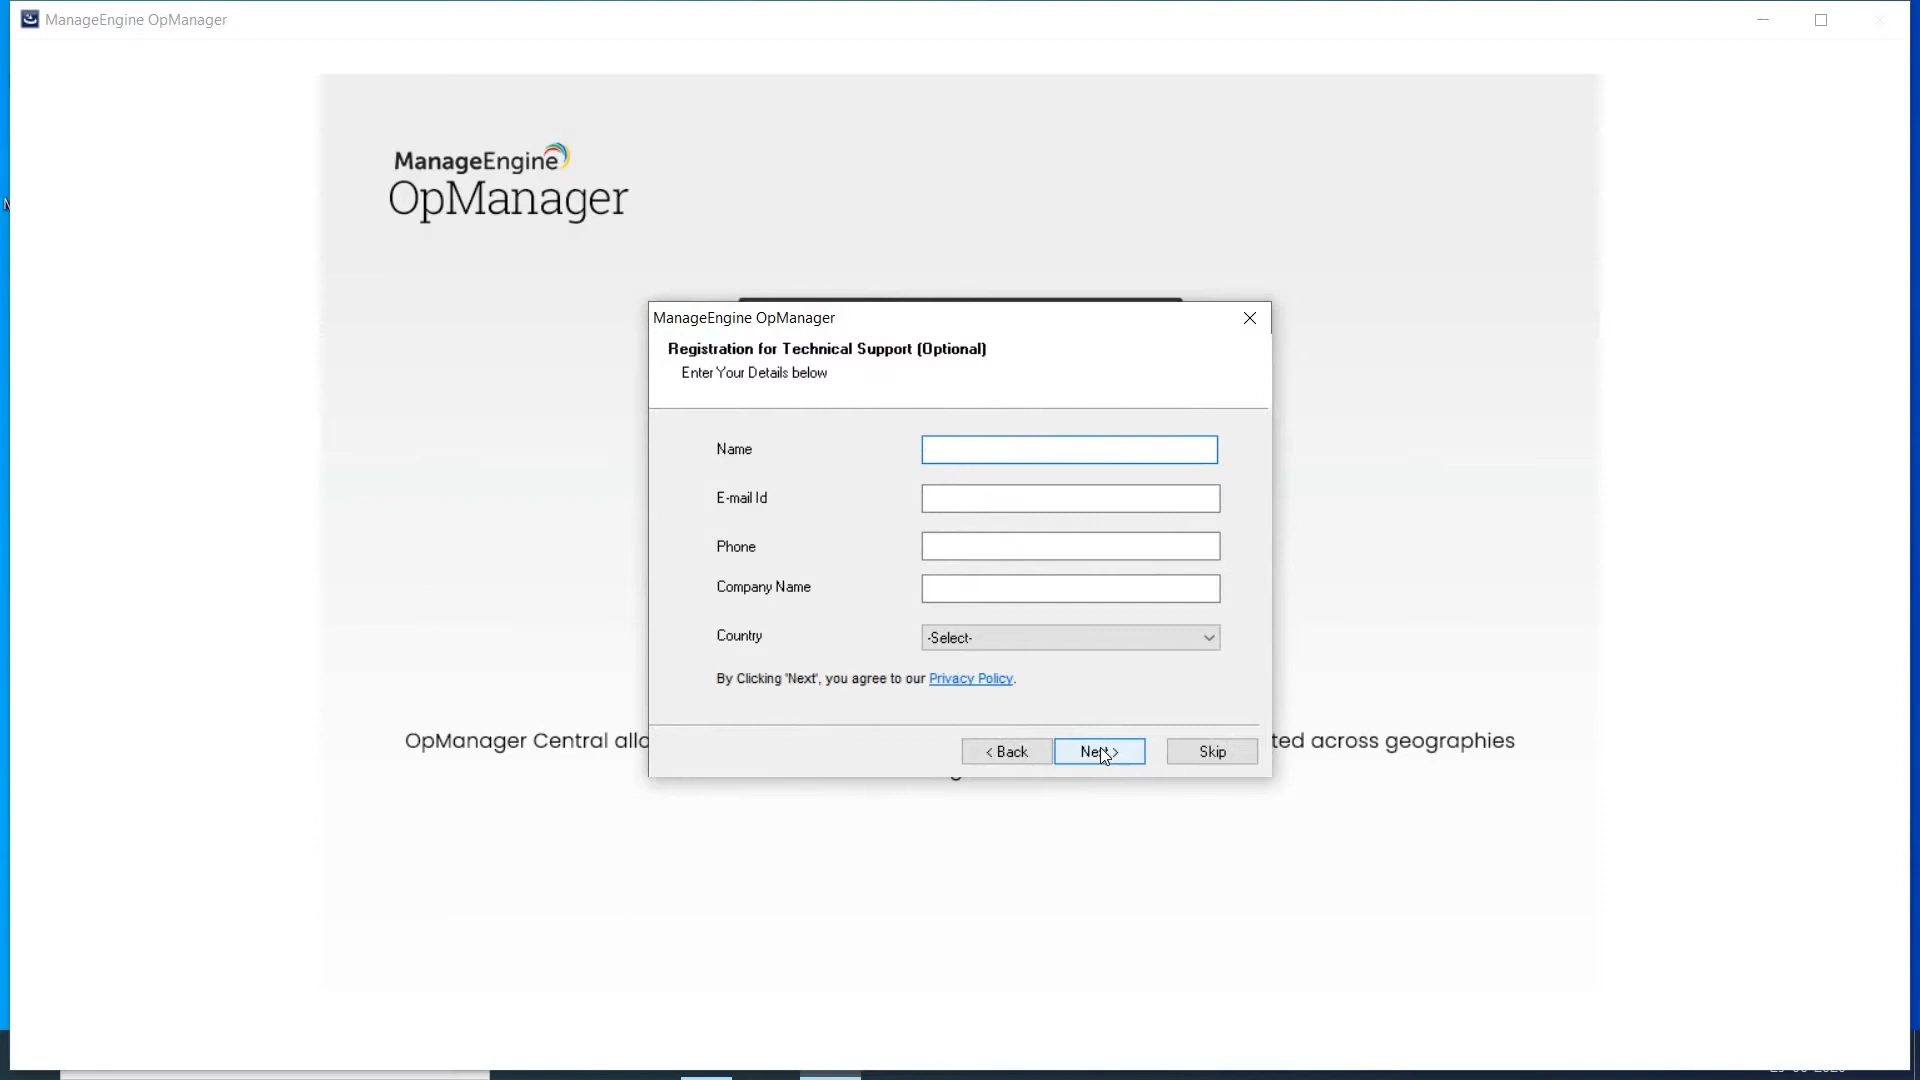 ManageEngine OpManager
ManageEngine
OpManager
ManageEngine OpManager
Registration for Technical Support (Optional)
Enter Your Details below
Name
E-mail Id
Phone
Company Name
Country
-Select-
By Clicking 'Next', you agree to our Privacy Policy.
OpManager Central allo
ted across geographies
< Back
Next >
Skip